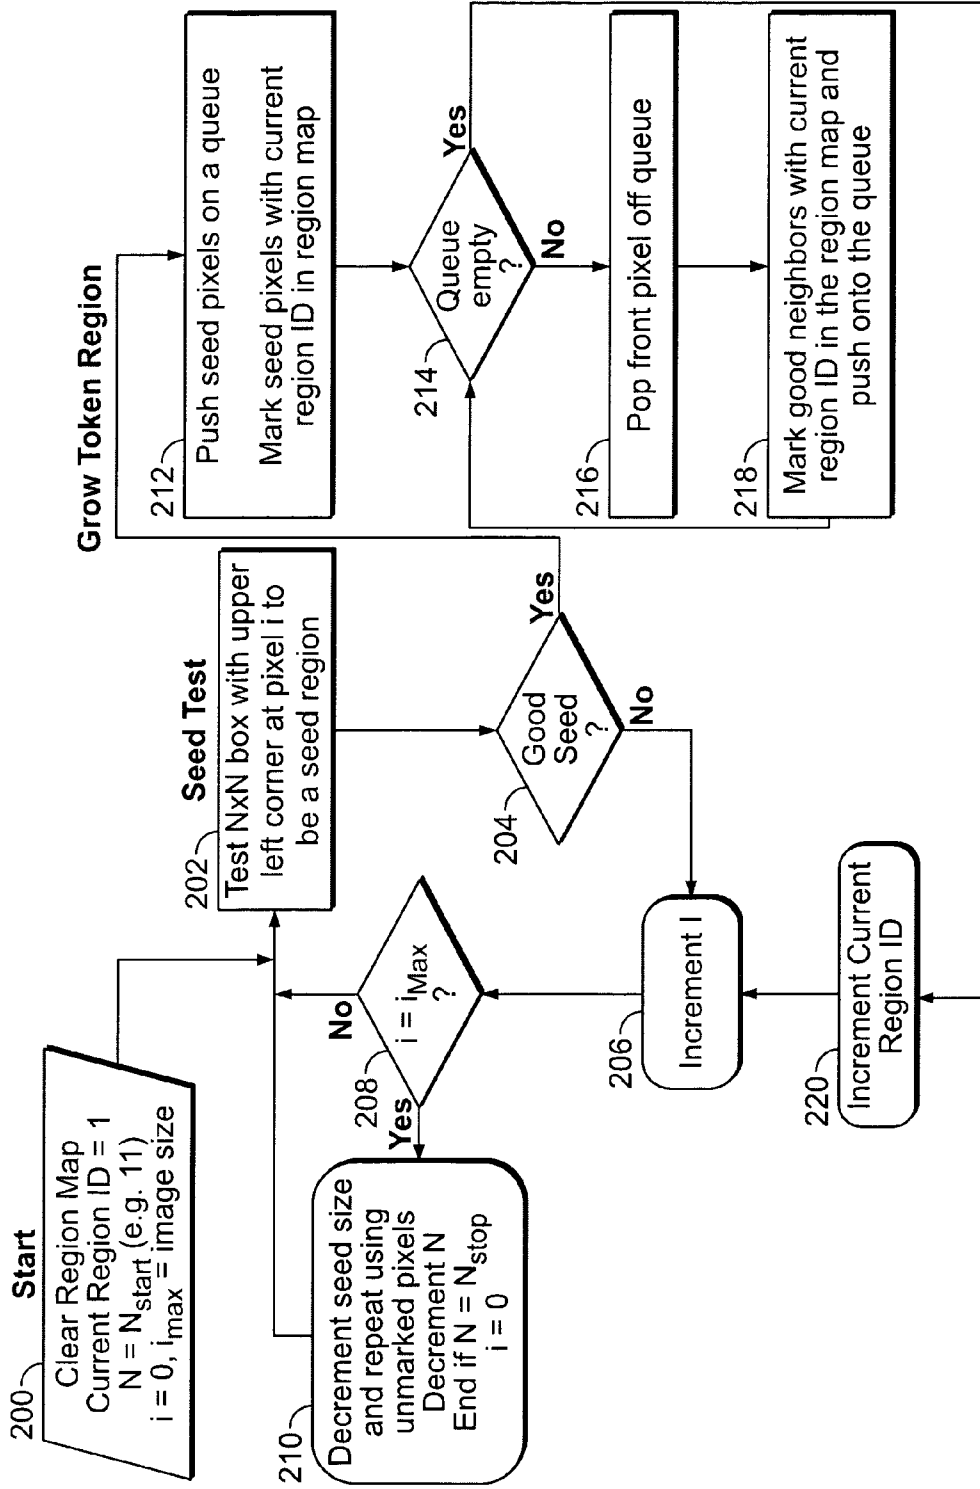 Start
200
Clear Region Map
Current Region ID = 1
N = Nstart (e.g. 11)
i = 0, imax = image size
Seed Test
202
Test NxN box with upper
left corner at pixel i to
be a seed region
204
Good
Seed
?
Yes
No
206
Increment I
208
i = iMax
?
No
Yes
210
Decrement seed size
and repeat using
unmarked pixels
Decrement N
End if N = Nstop
i = 0
Grow Token Region
212
Push seed pixels on a queue
Mark seed pixels with current
region ID in region map
214
Queue
empty
?
Yes
No
216
Pop front pixel off queue
218
Mark good neighbors with current
region ID in the region map and
push onto the queue
220
Increment Current
Region ID